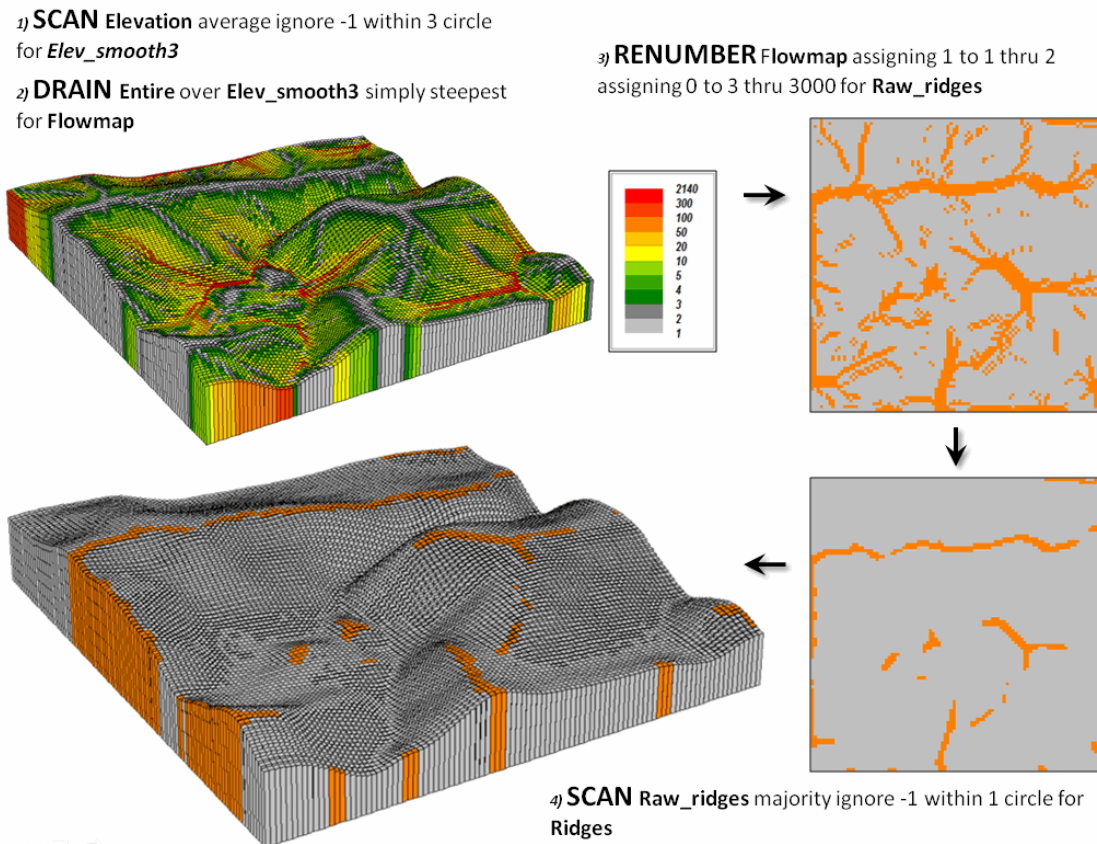 1) SCAN Elevation average ignore -1 within 3 circle
for Elev_smooth3
2) DRAIN Entire over Elev_smooth3 simply steepest
for Flowmap
3) RENUMBER Flowmap assigning 1 to 1 thru 2
assigning 0 to 3 thru 3000 for Raw_ridges
2140
300
100
50
20
10
5
4
3
2
1
4) SCAN Raw_ridges majority ignore -1 within 1 circle for
Ridges